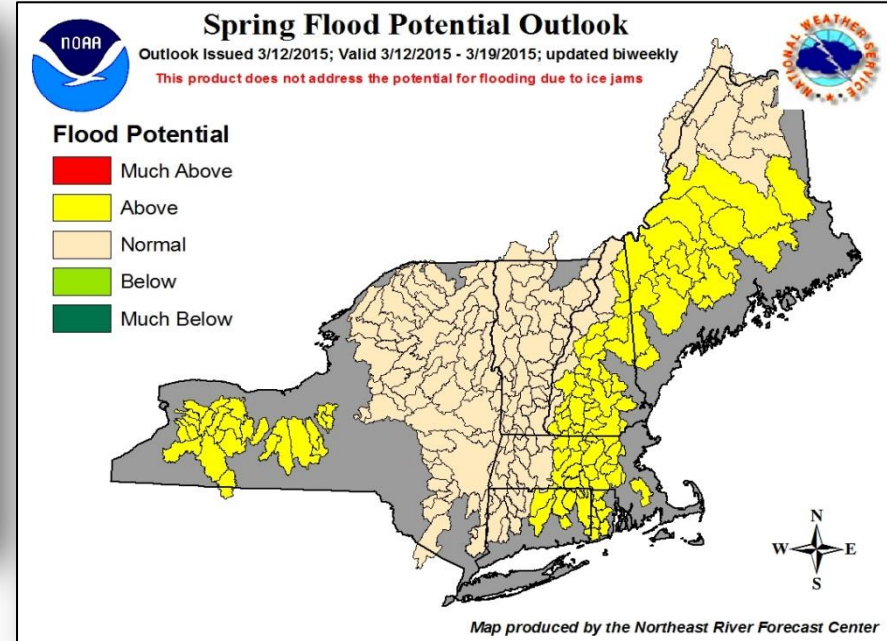 Spring Flood Potential Outlook
NOAA
Outlook Issued 3/12/2015; Valid 3/12/2015 - 3/19/2015; updated biweekly
This product does not address the potential for flooding due to ice jams
NATIONAL WEATHER SERVICE
Flood Potential
Much Above
Above
Normal
Below
Much Below
N
W E
S
Map produced by the Northeast River Forecast Center